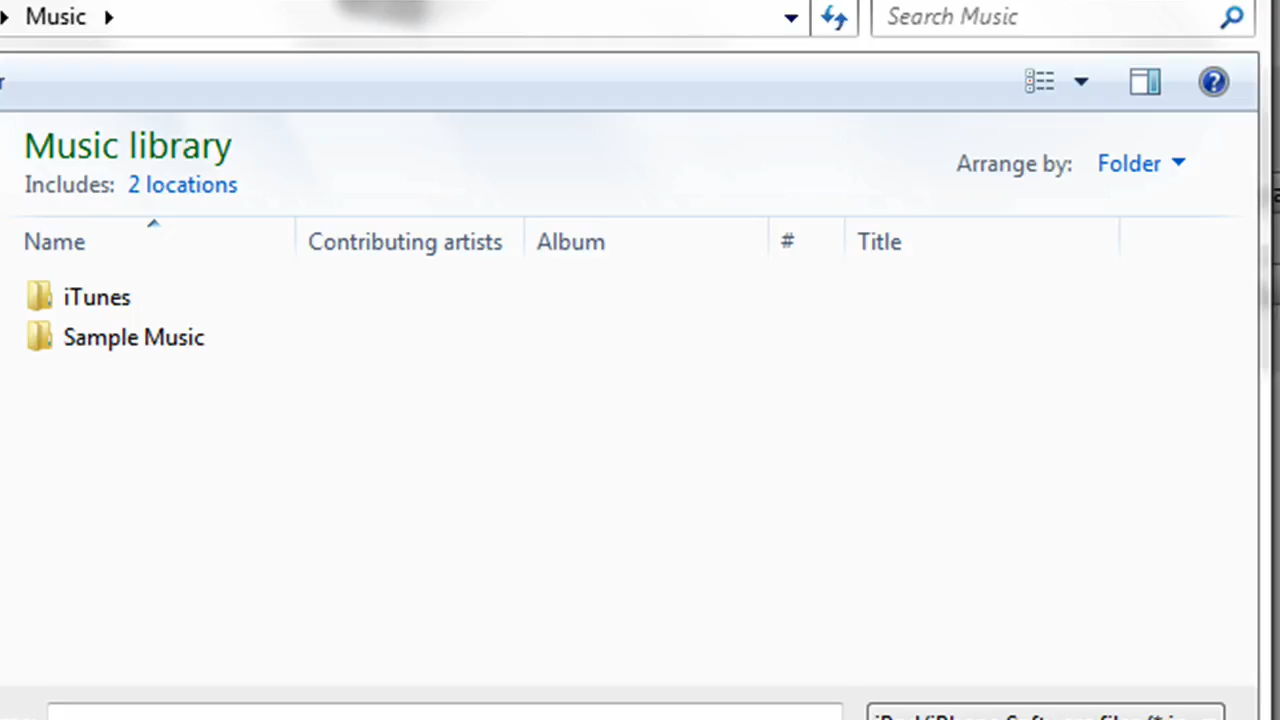 Music
Search Music
Music library
Includes: 2 locations
Arrange by: Folder
Name Contributing artists Album # Title
iTunes
Sample Music